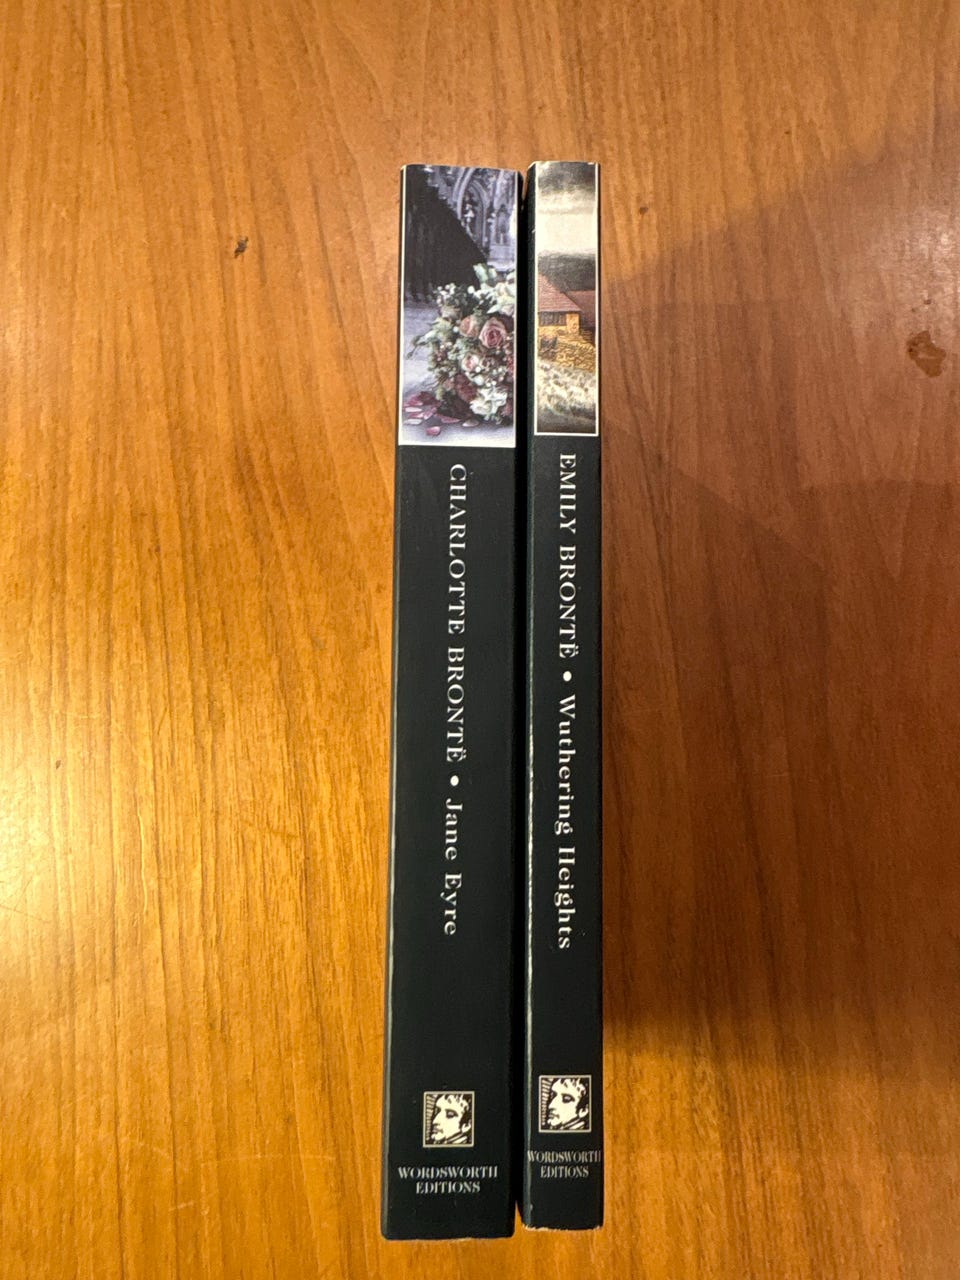 CHARLOTTE BRONTË • Jane Eyre
WORDSWORTH
EDITIONS
EMILY BRONTË • Wuthering Heights
WORDSWORTH
EDITIONS